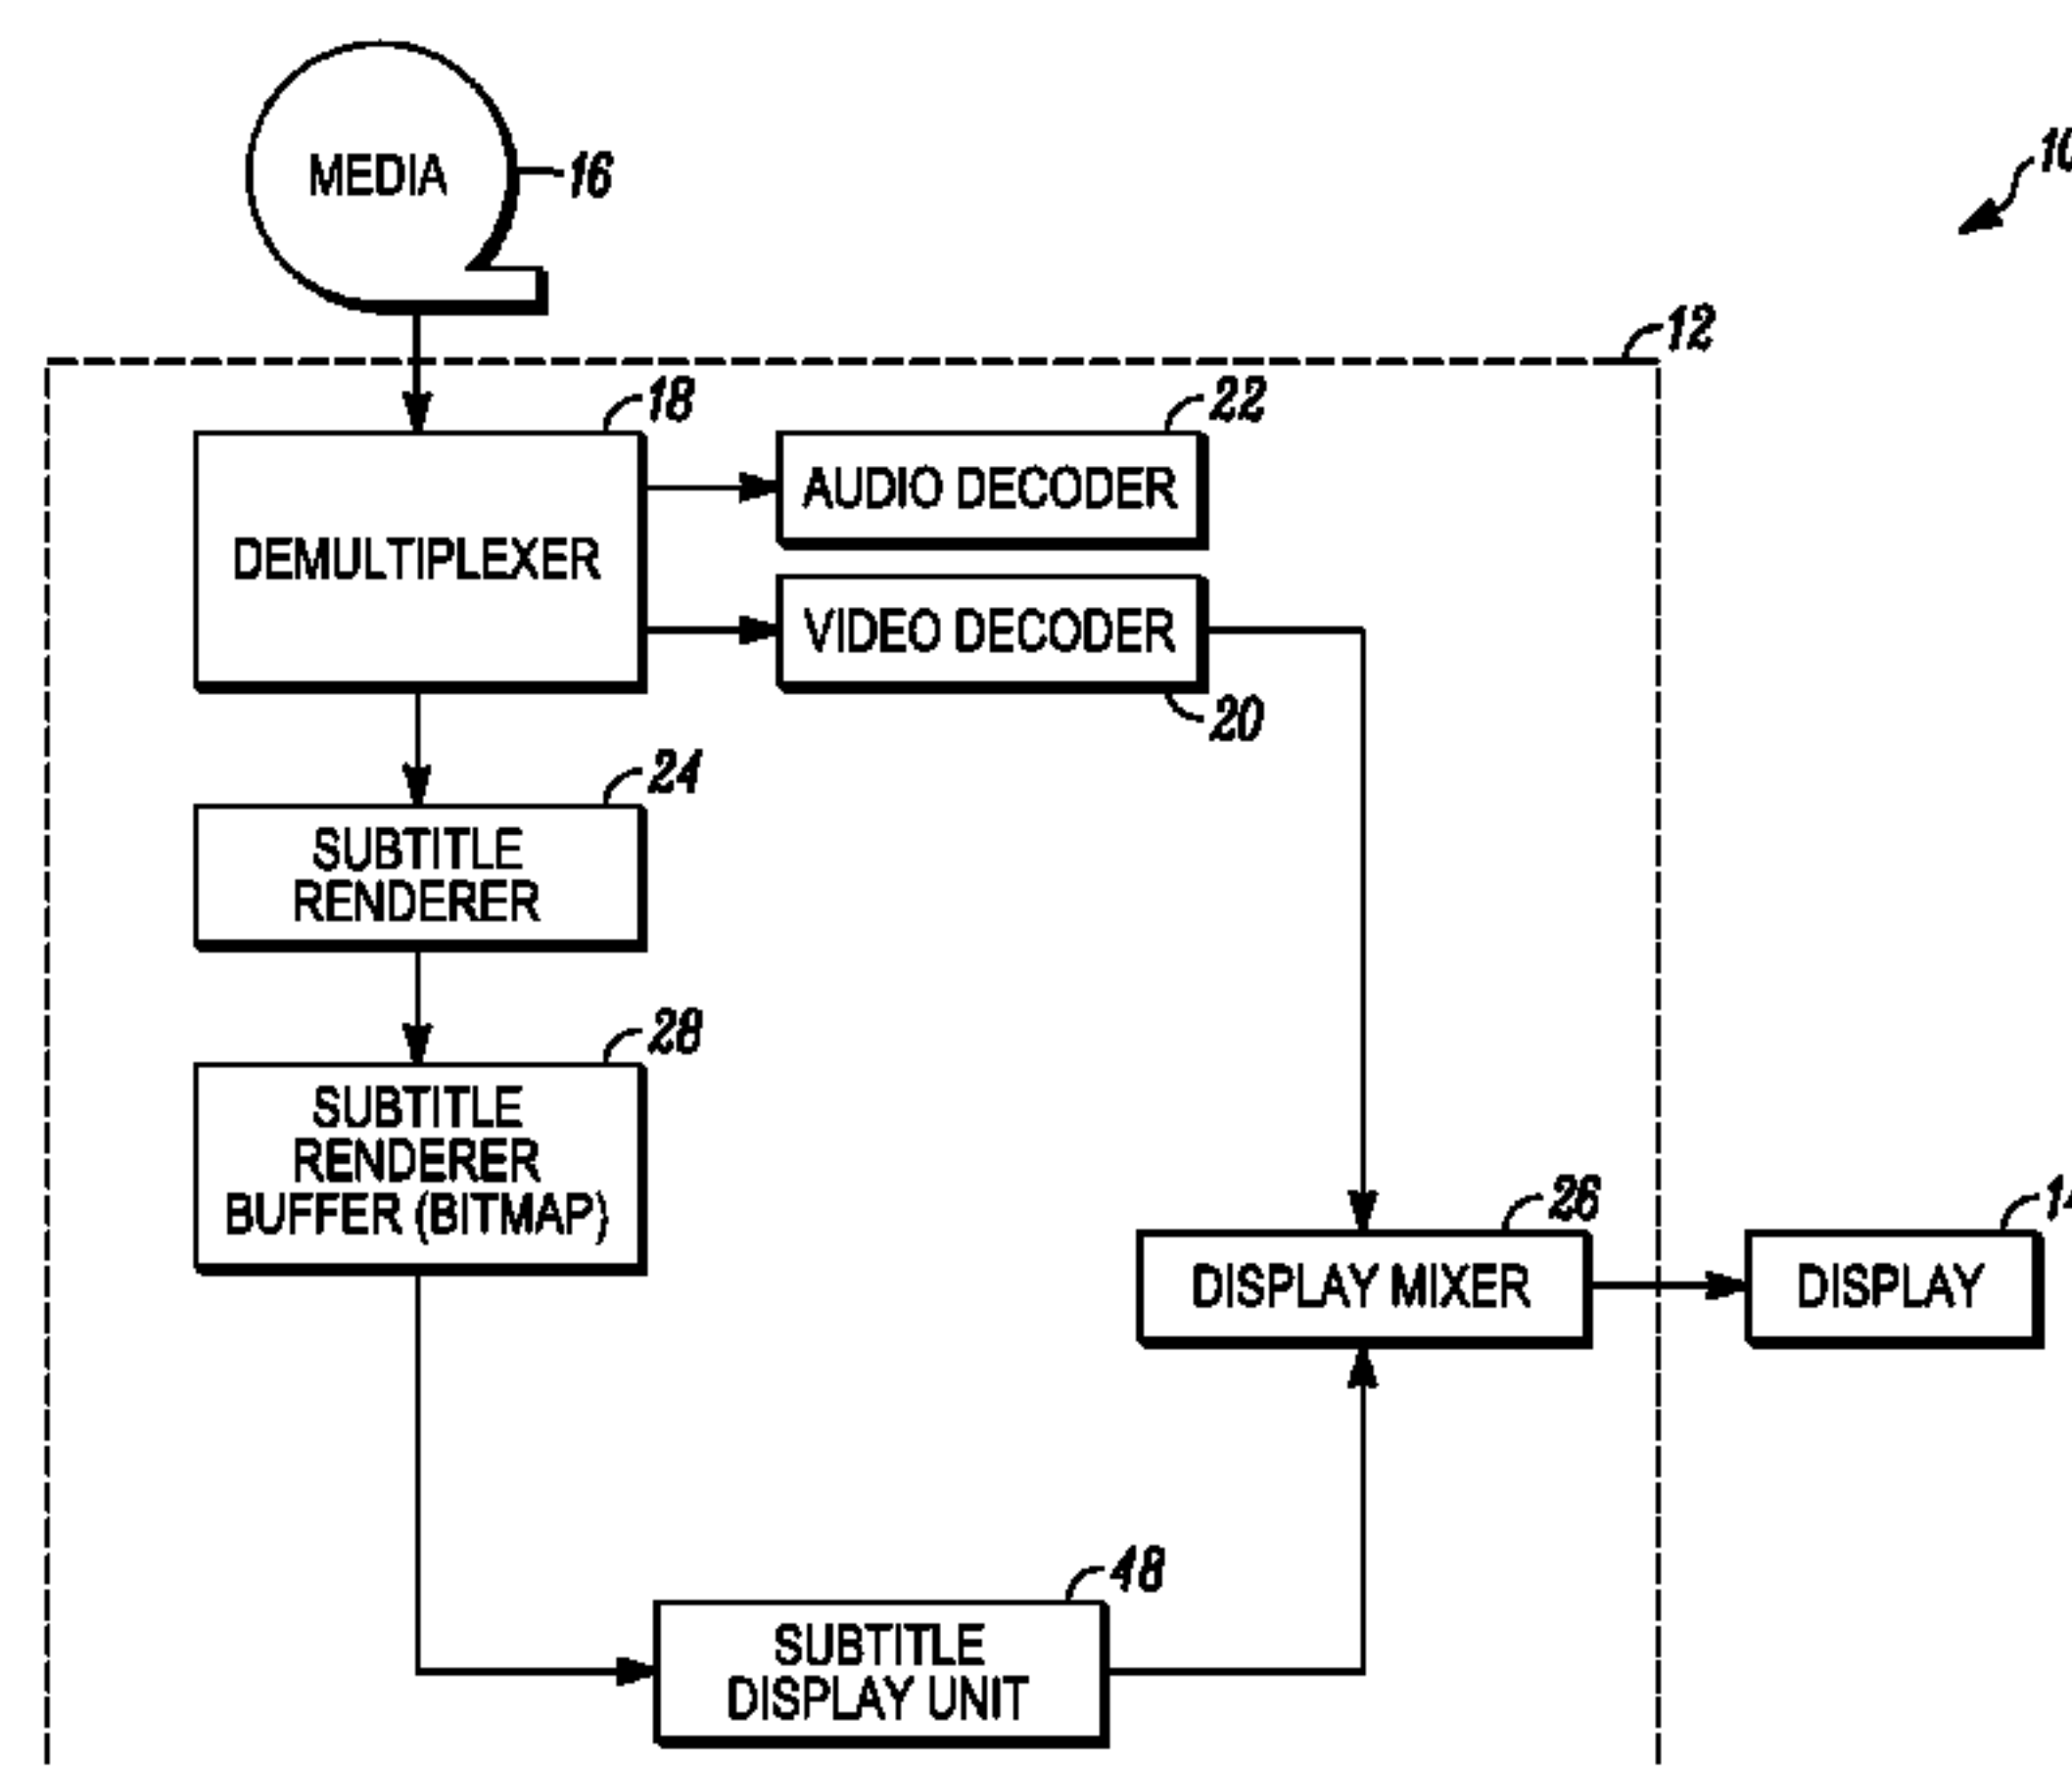 MEDIA
16
12
18
22
AUDIO DECODER
DEMULTIPLEXER
VIDEO DECODER
20
24
SUBTITLE
RENDERER
28
SUBTITLE
RENDERER
BUFFER (BITMAP)
26
DISPLAY MIXER
DISPLAY
48
SUBTITLE
DISPLAY UNIT